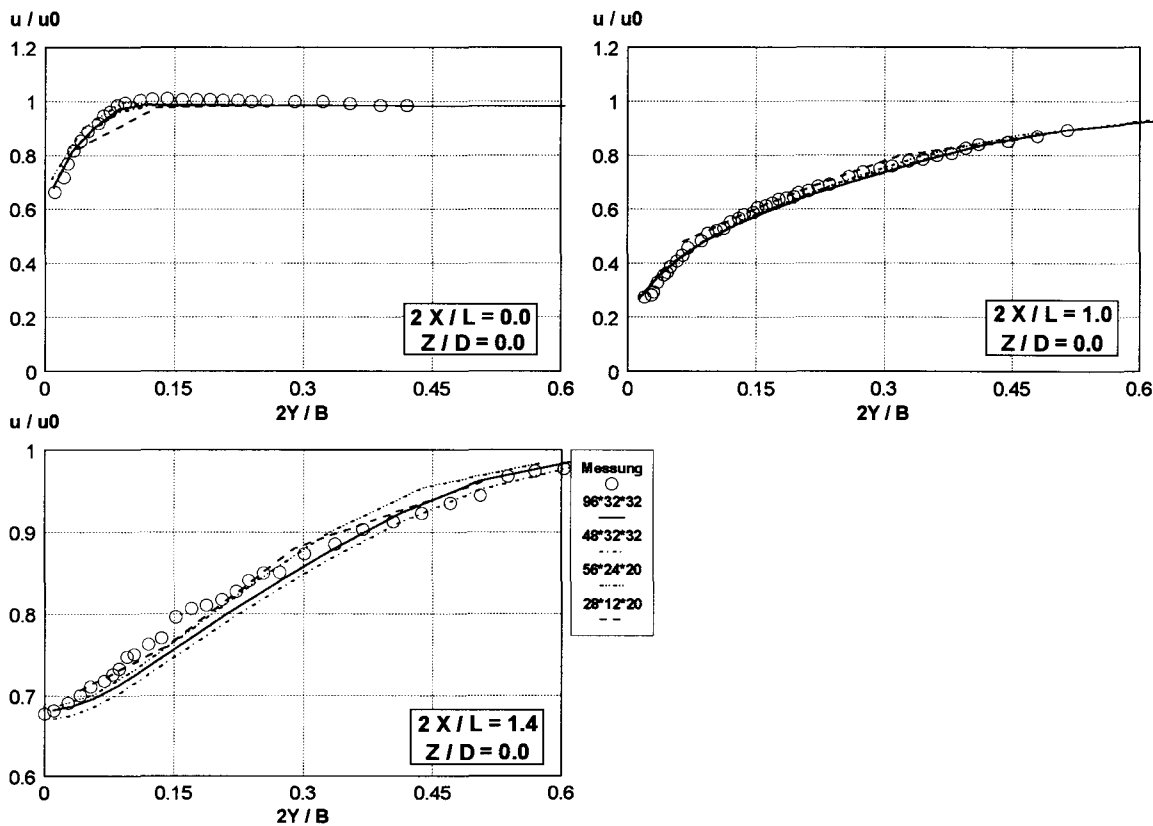 u / u0
1.2
1
0.8
0.6
0.4
0.2
0
0
0.15
0.3
0.45
0.6
2Y / B
2 X / L = 0.0
Z / D = 0.0
u / u0
1.2
1
0.8
0.6
0.4
0.2
0
0
0.15
0.3
0.45
0.6
2Y / B
2 X / L = 1.0
Z / D = 0.0
u / u0
1
0.9
0.8
0.7
0.6
0
0.15
0.3
0.45
0.6
2Y / B
2 X / L = 1.4
Z / D = 0.0
Messung
96*32*32
48*32*32
56*24*20
28*12*20